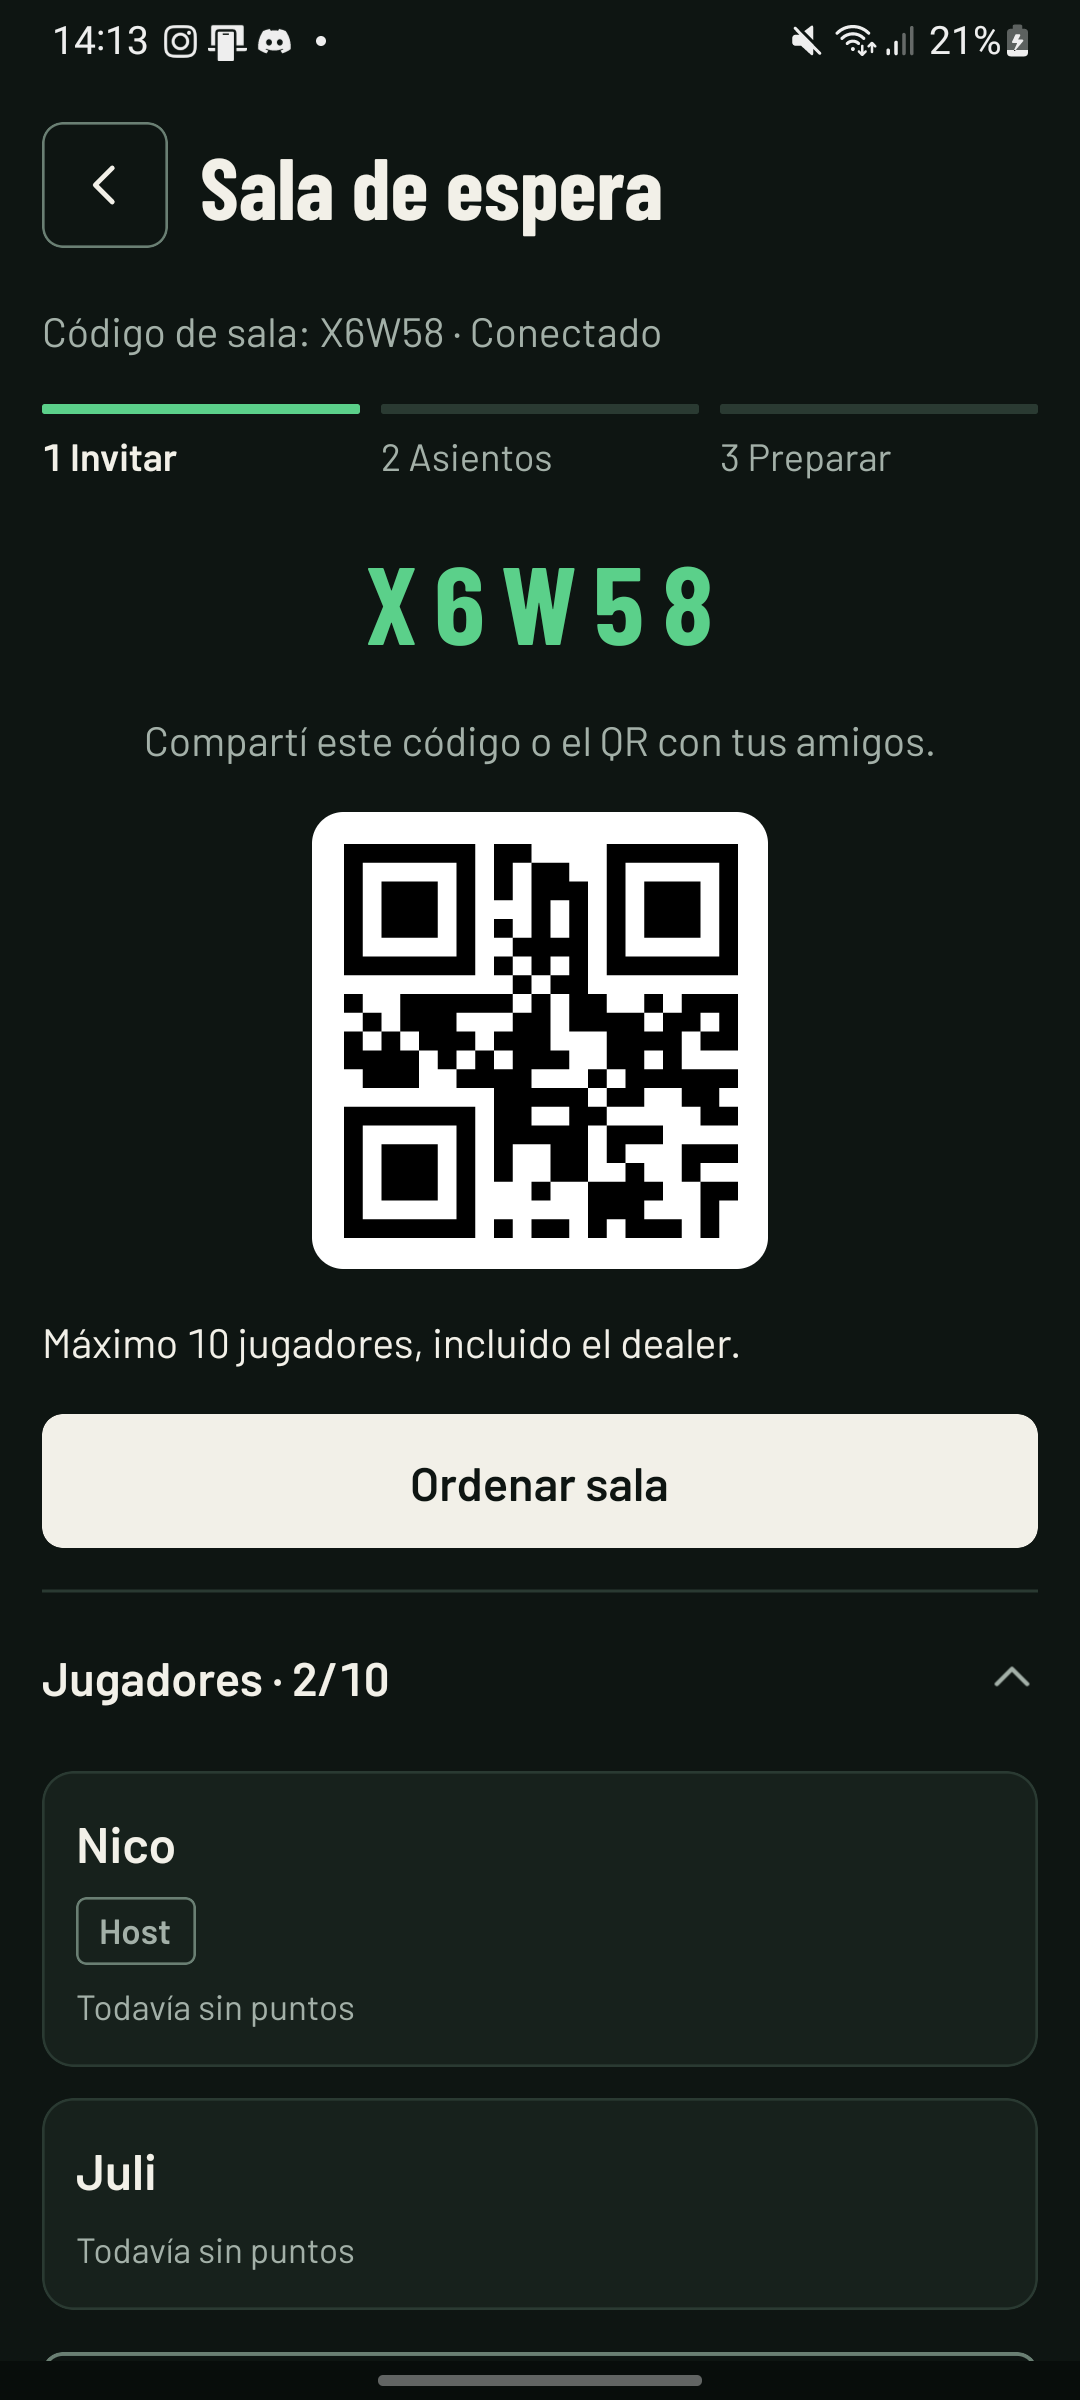 14:13
21%
Sala de espera
Código de sala: X6W58 · Conectado
1 Invitar
2 Asientos
3 Preparar
X6W58
Compartí este código o el QR con tus amigos.
Máximo 10 jugadores, incluido el dealer.
Ordenar sala
Jugadores · 2/10
Nico
Host
Todavía sin puntos
Juli
Todavía sin puntos